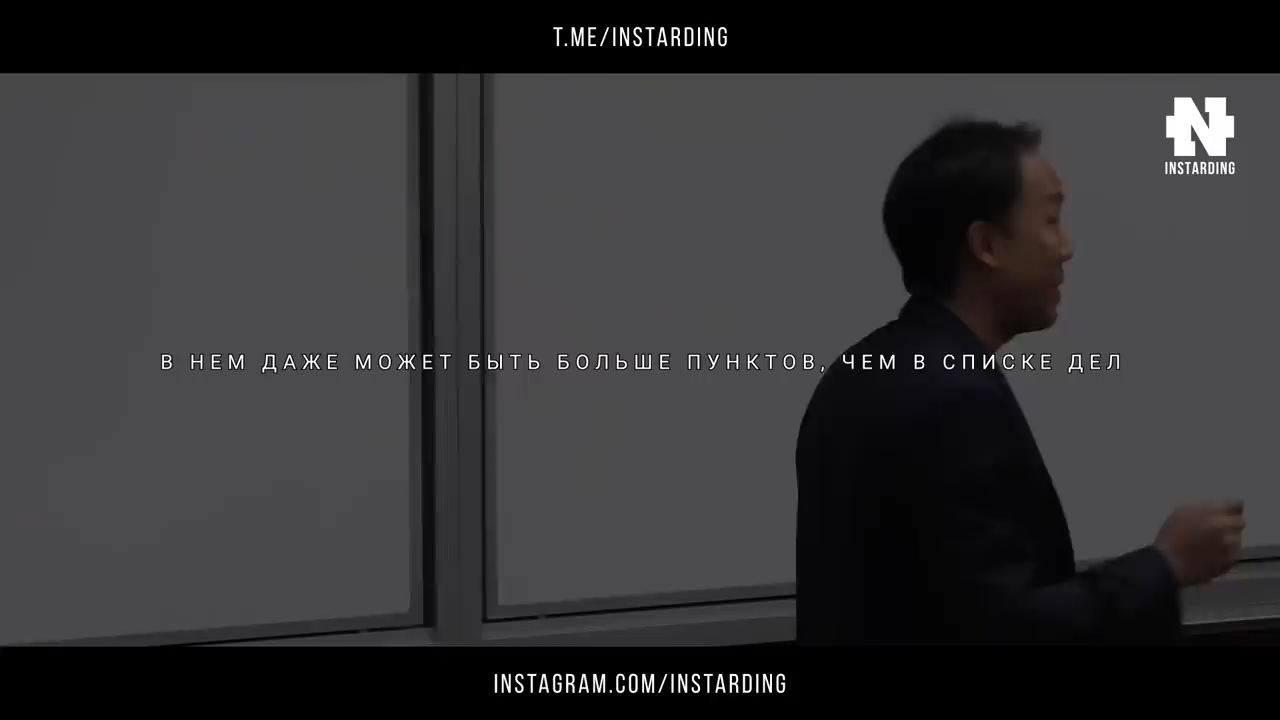 T.ME/INSTARDING
N
INSTARDING
В НЕМ ДАЖЕ МОЖЕТ БЫТЬ БОЛЬШЕ ПУНКТОВ, ЧЕМ В СПИСКЕ ДЕЛ
INSTAGRAM.COM/INSTARDING